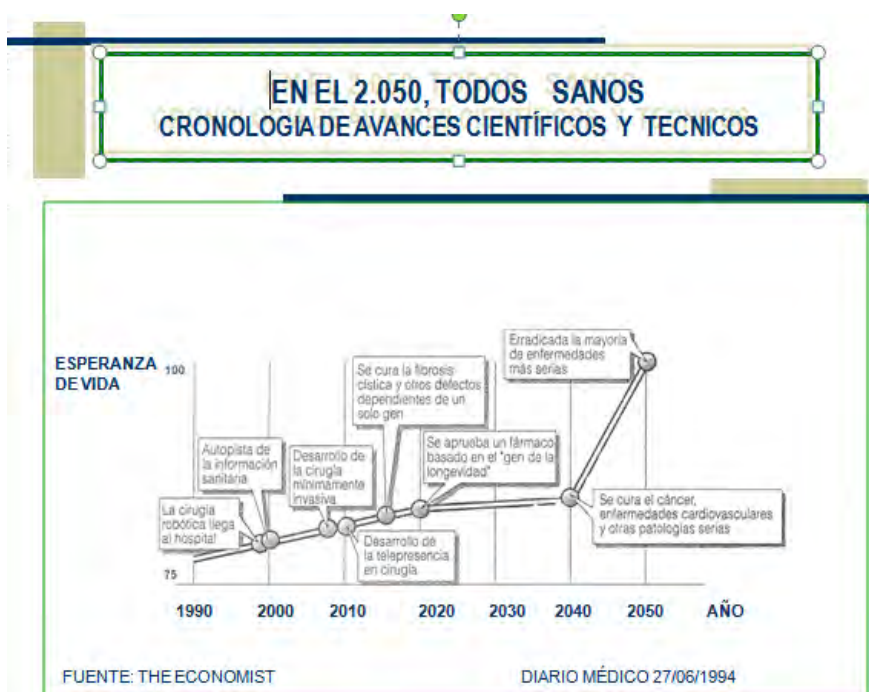 EN EL 2.050, TODOS SANOS
CRONOLOGIA DE AVANCES CIENTÍFICOS Y TECNICOS
ESPERANZA
DE VIDA
100
Erradicada la mayoría
de enfermedades
más serias
Se cura la fibrosis
cística y otros defectos
dependientes de un
solo gen
Autopista de
la información
sanitaria
Desarrollo de
la cirugía
mínimamente
invasiva
Se aprueba un fármaco
basado en el "gen de la
longevidad"
La cirugía
robótica llega
al hospital
Desarrollo de
la telepresencia
en cirugía
Se cura el cáncer,
enfermedades cardiovasculares
y otras patologías serias
75
1990 2000 2010 2020 2030 2040 2050 AÑO
FUENTE: THE ECONOMIST DIARIO MÉDICO 27/06/1994